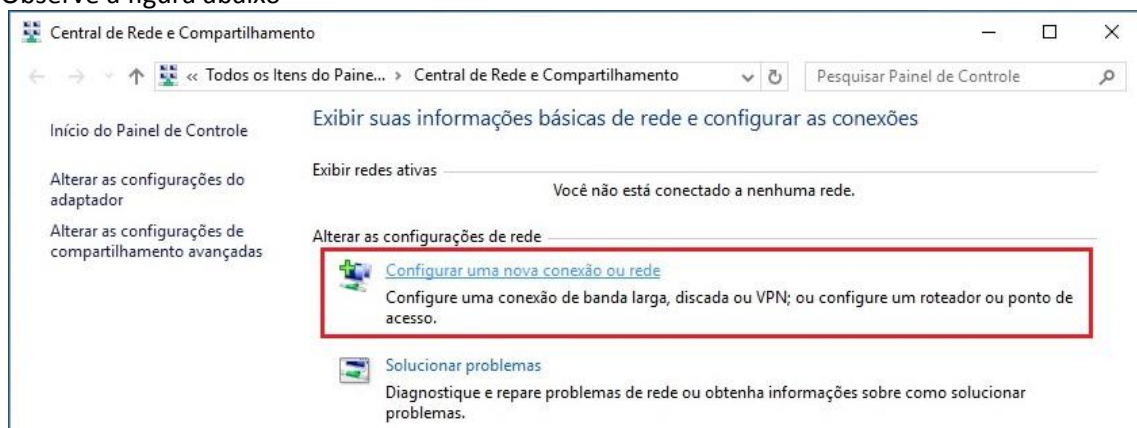 Observe a figura abaixo
Central de Rede e Compartilhamento
« Todos os Itens do Paine... › Central de Rede e Compartilhamento
Pesquisar Painel de Controle
Início do Painel de Controle
Alterar as configurações do
adaptador
Alterar as configurações de
compartilhamento avançadas
Exibir suas informações básicas de rede e configurar as conexões
Exibir redes ativas
Você não está conectado a nenhuma rede.
Alterar as configurações de rede
Configurar uma nova conexão ou rede
Configure uma conexão de banda larga, discada ou VPN; ou configure um roteador ou ponto de
acesso.
Solucionar problemas
Diagnostique e repare problemas de rede ou obtenha informações sobre como solucionar
problemas.